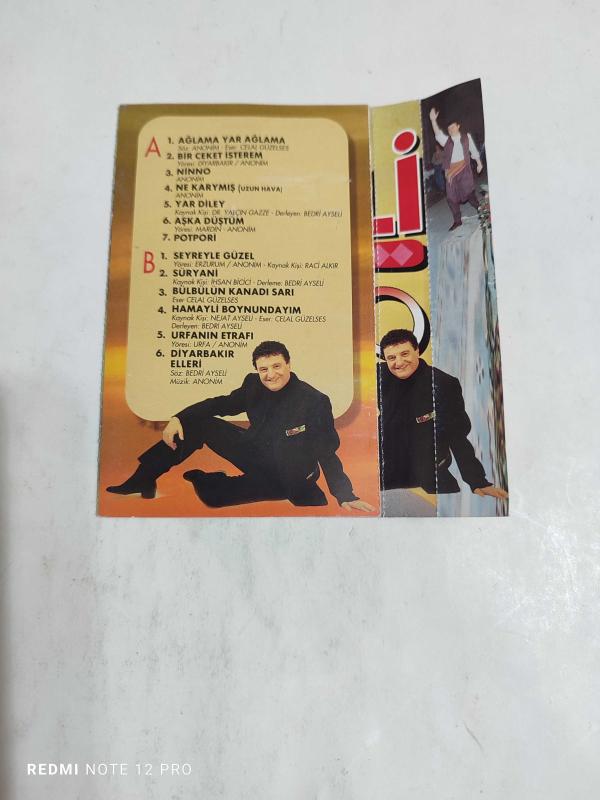 A
1. AĞLAMA YAR AĞLAMA
Söz: ANONİM - Eser: CELAL GÜZELSES
2. BİR CEKET İSTEREM
Yöresi: DİYARBAKIR / ANONİM
3. NİNNO
ANONİM
4. NE KARYMIŞ (UZUN HAVA)
ANONİM
5. YAR DİLEY
Kaynak Kişi: DR. YALÇIN GAZZE - Derleyen: BEDRİ AYSELİ
6. AŞKA DÜŞTÜM
Yöresi: MARDİN - ANONİM
7. POTPORİ
B
1. SEYREYLE GÜZEL
Yöresi: ERZURUM / ANONİM - Kaynak Kişi: RACİ ALKIR
2. SÜRYANİ
Kaynak Kişi: İHSAN BİCİCİ - Derleme: BEDRİ AYSELİ
3. BÜLBÜLÜN KANADI SARI
Eser CELAL GÜZELSES
4. HAMAYLİ BOYNUNDAYIM
Kaynak Kişi: NEJAT AYSELİ - Eser: CELAL GÜZELSES
Derleyen: BEDRİ AYSELİ
5. URFANIN ETRAFI
Yöresi: URFA / ANONİM
6. DİYARBAKIR
ELLERİ
Söz: BEDRİ AYSELİ
Müzik: ANONİM
REDMI NOTE 12 PRO